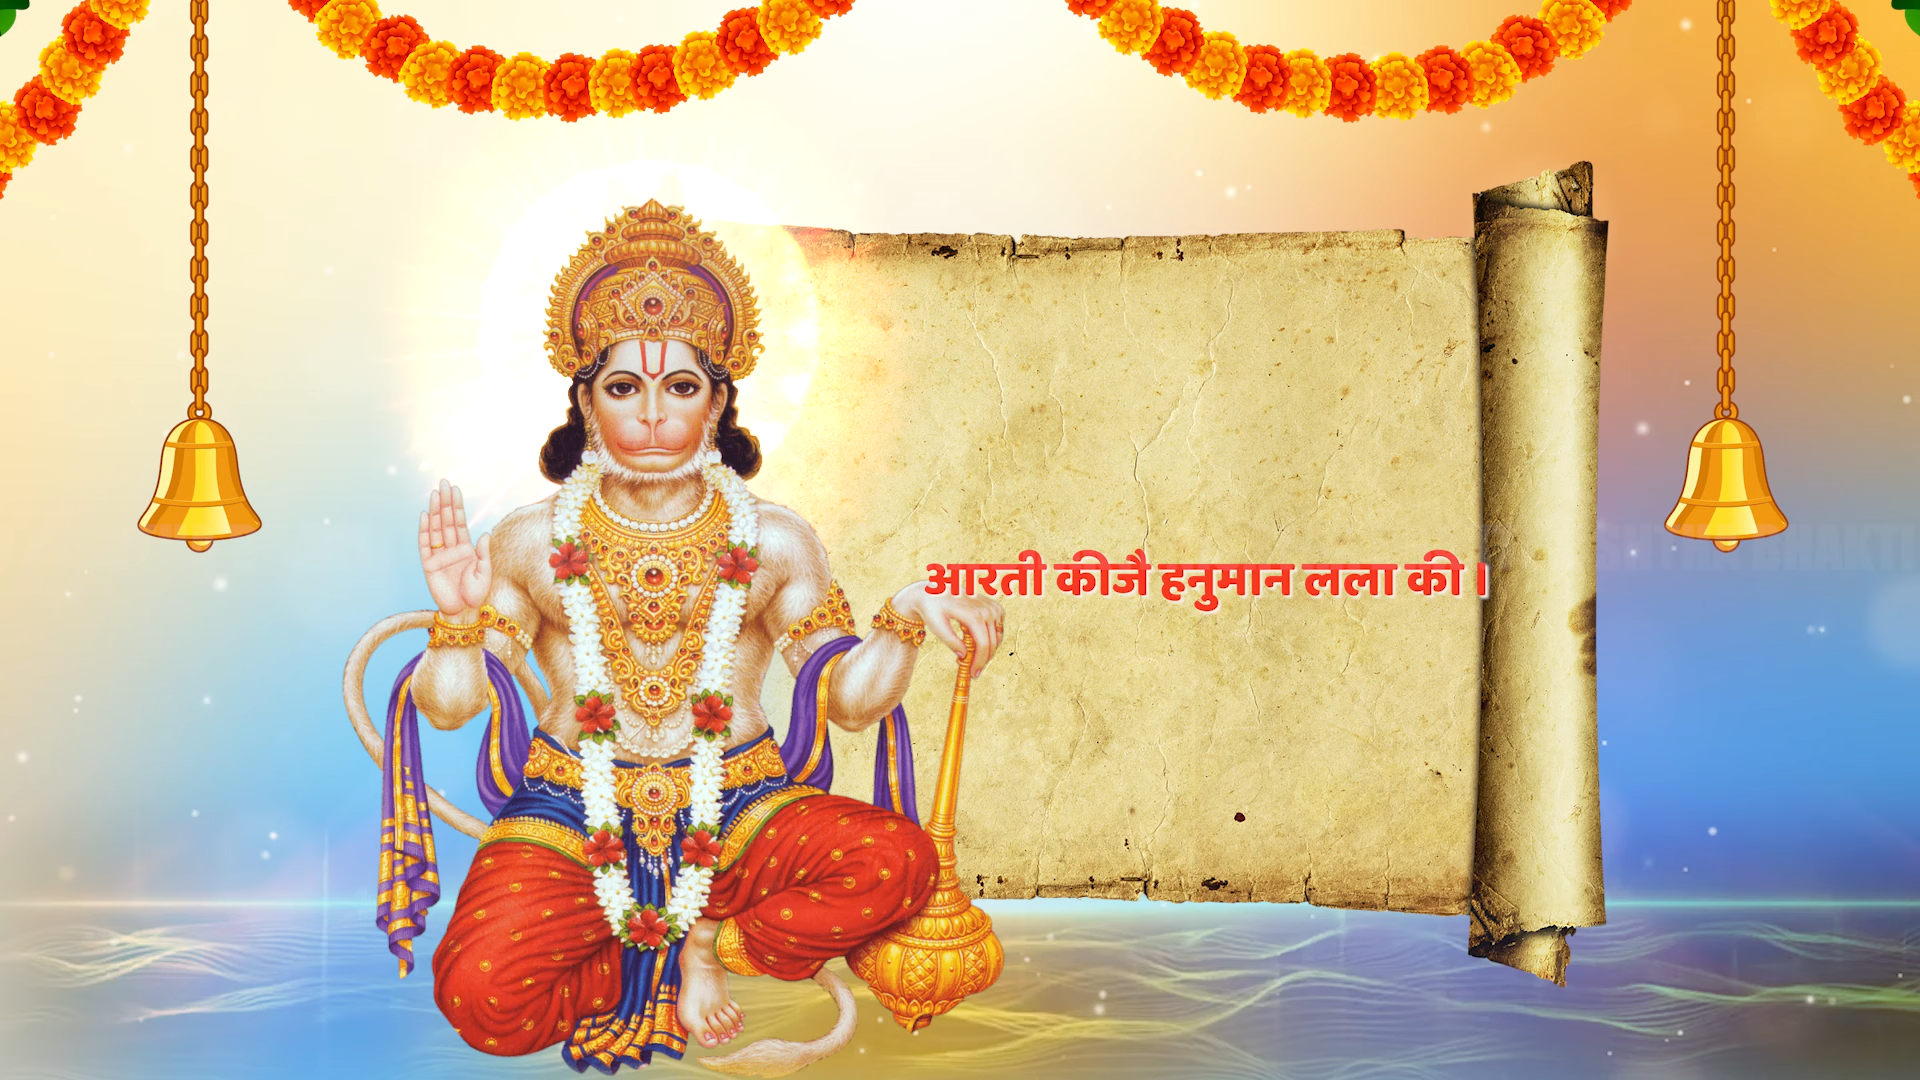 आरती कीजै हनुमान लला की।